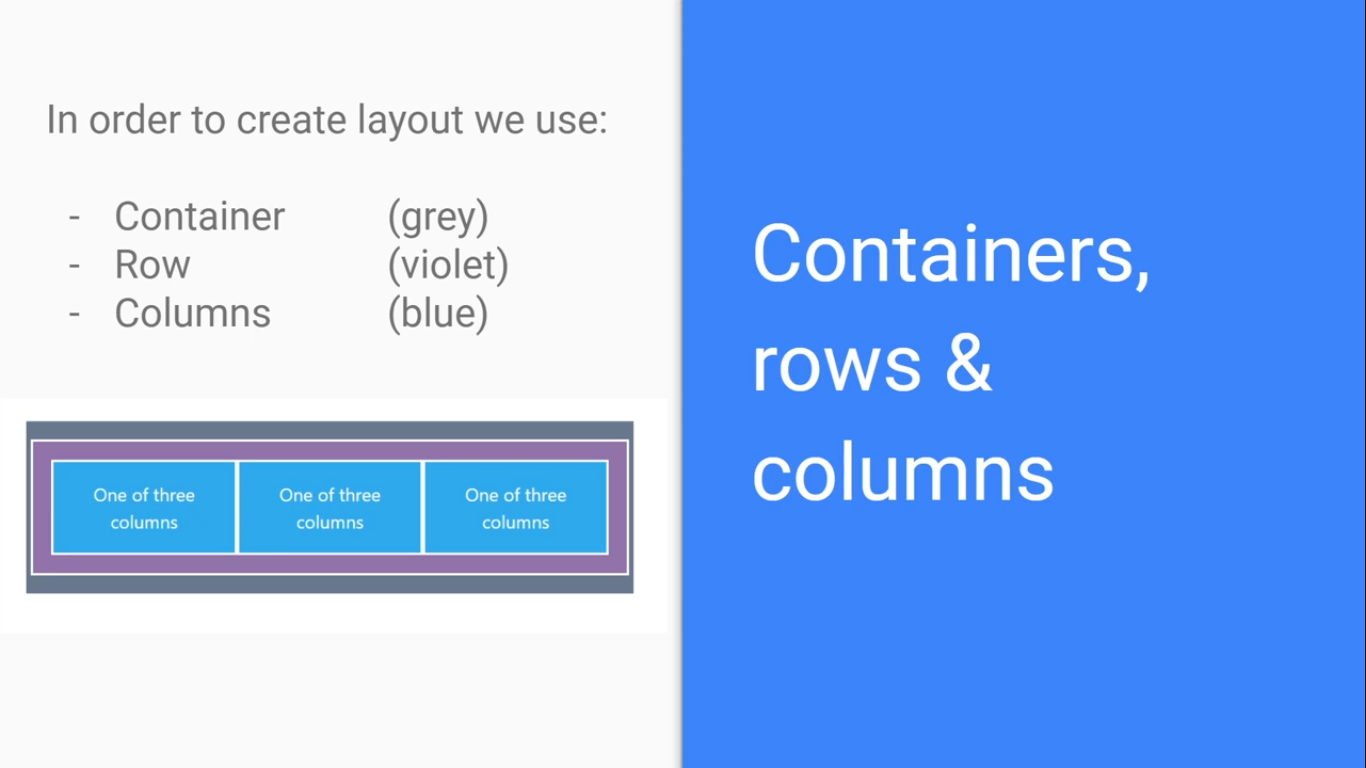 In order to create layout we use:
- Container (grey)
- Row (violet)
- Columns (blue)
One of three
columns
One of three
columns
One of three
columns
Containers,
rows &
columns